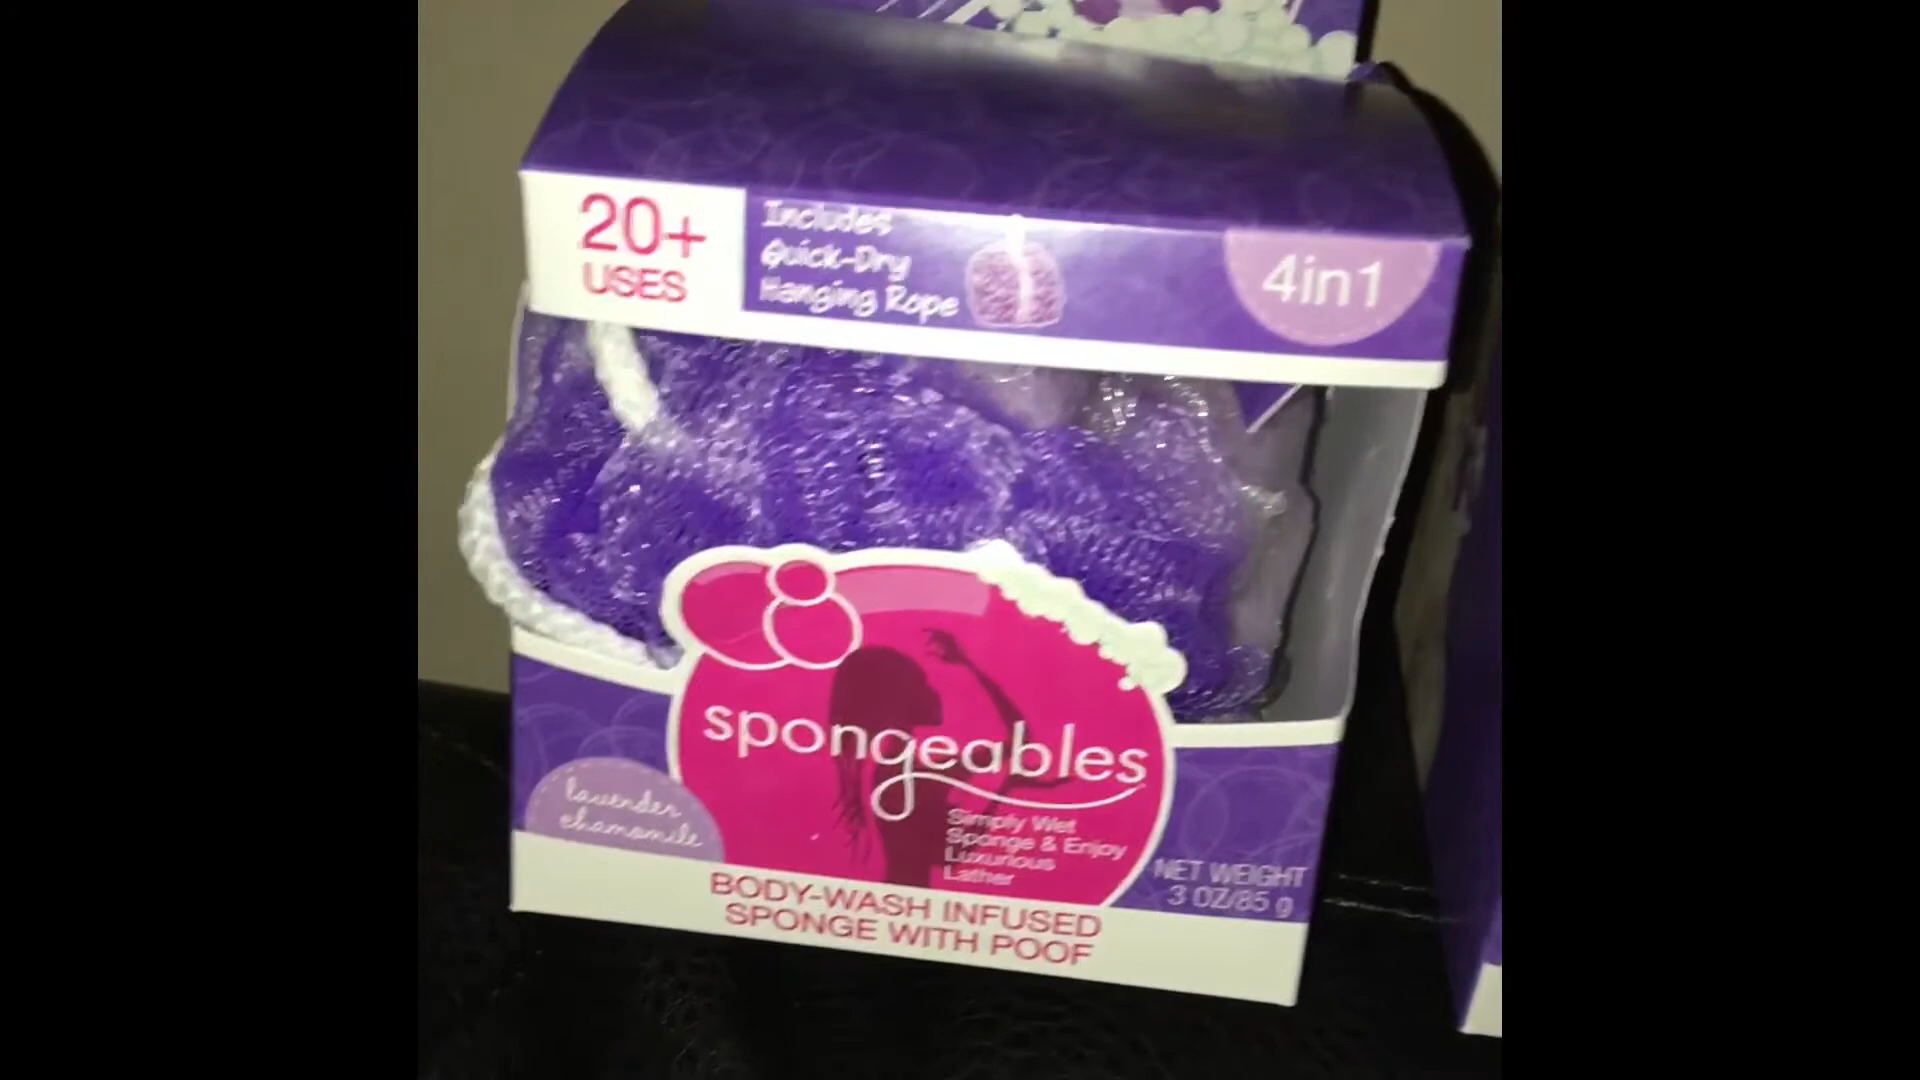 20+
USES
Includes
Quick-Dry
Hanging Rope
4in1
spongeables
lavender
chamomile
Simply Wet
Sponge & Enjoy
Luxurious
Lather
NET WEIGHT
3 OZ/85 g
BODY-WASH INFUSED
SPONGE WITH POOF